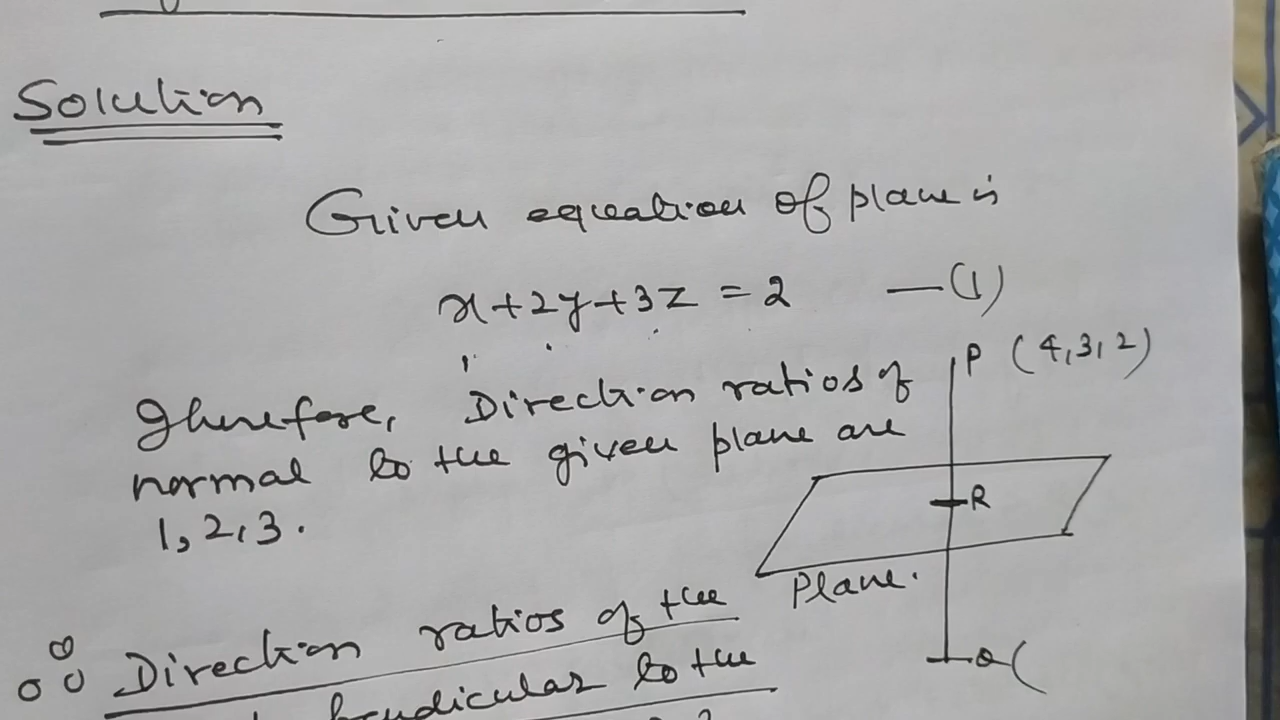 Solution
Given equation of plane is
x+2y+3z = 2 —(1)
P (4,3,2)
Therefore, Direction ratios of
normal to the given plane are
1, 2, 3.
R
Plane.
Q (
∴ Direction ratios of the
to the